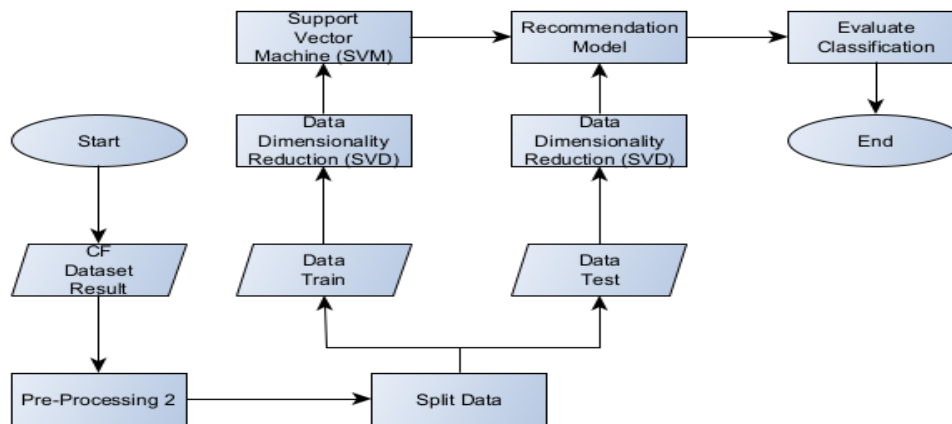 Support
Vector
Machine (SVM)
Recommendation
Model
Evaluate
Classification
Start
Data
Dimensionality
Reduction (SVD)
Data
Dimensionality
Reduction (SVD)
End
CF
Dataset
Result
Data
Train
Data
Test
Pre-Processing 2
Split Data